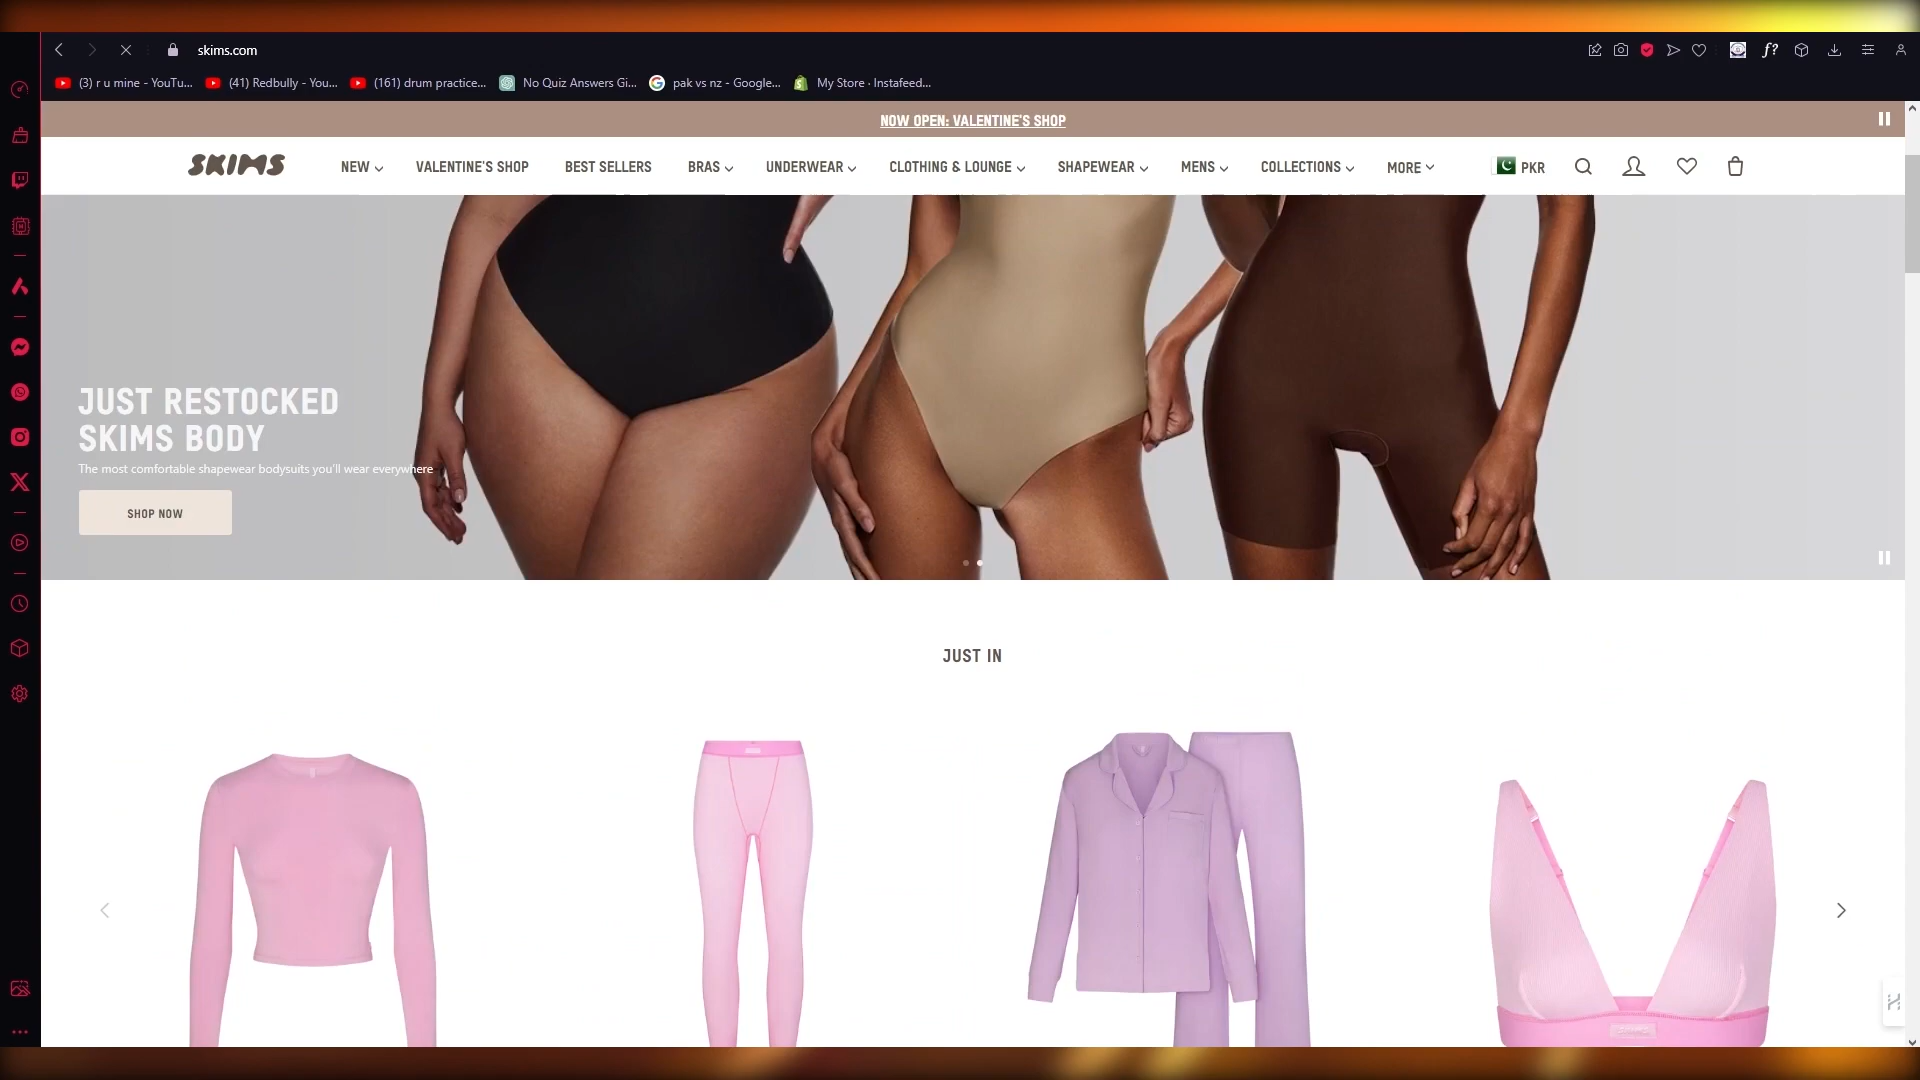 skims.com
(3) r u mine - YouTu...
(41) Redbully - You...
(161) drum practice...
No Quiz Answers Gi...
pak vs nz - Google...
My Store · Instafeed...
NOW OPEN: VALENTINE'S SHOP
SKIMS
NEW
VALENTINE'S SHOP
BEST SELLERS
BRAS
UNDERWEAR
CLOTHING & LOUNGE
SHAPEWEAR
MENS
COLLECTIONS
MORE
PKR
JUST RESTOCKED
SKIMS BODY
The most comfortable shapewear bodysuits you'll wear everywhere
SHOP NOW
JUST IN